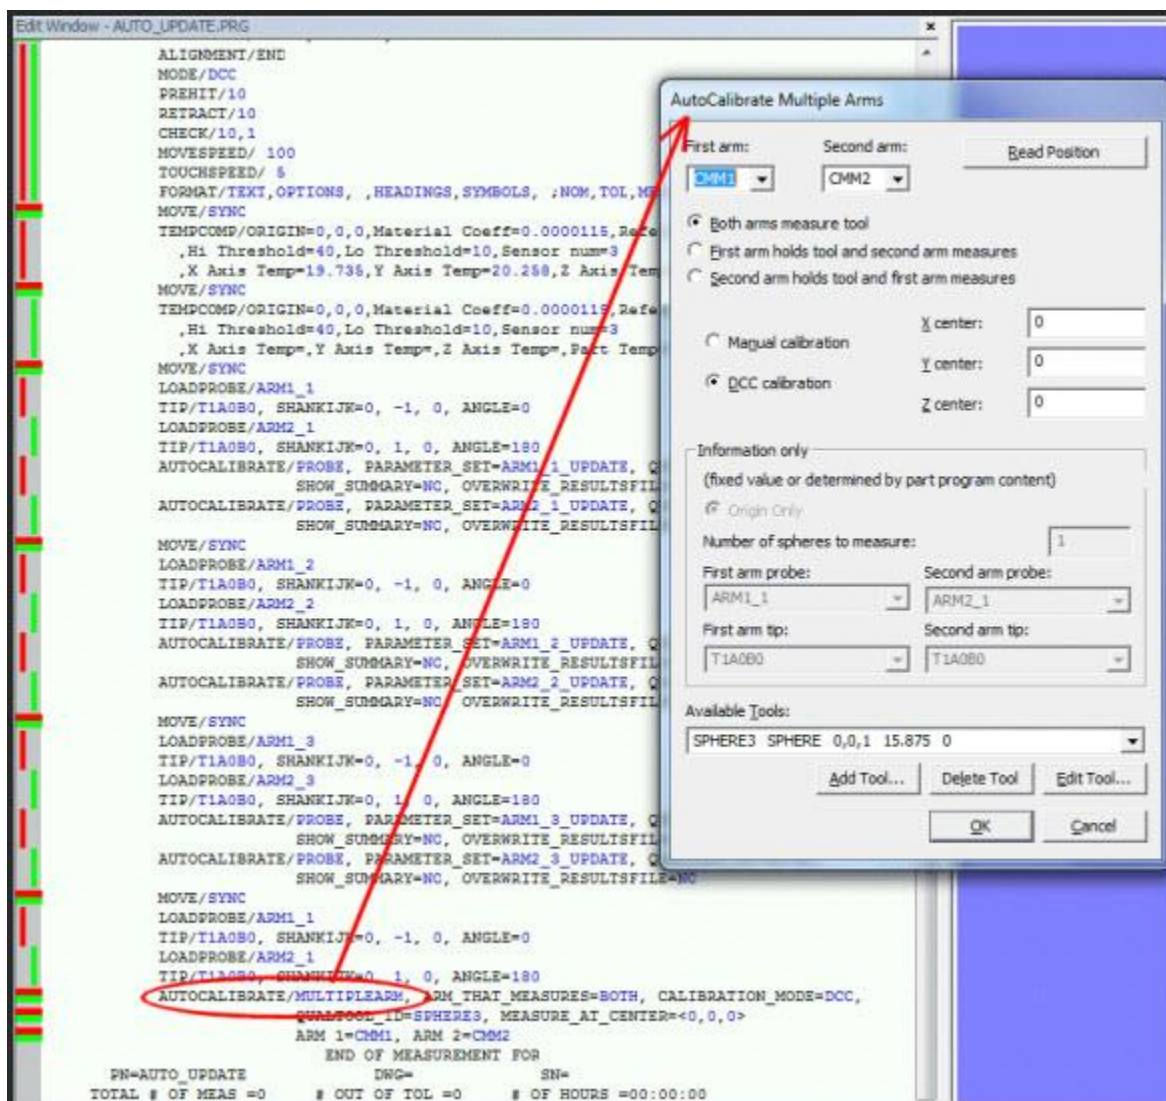 Edit Window - AUTO_UPDATE.PRG
ALIGNMENT/END
MODE/DCC
PREHIT/10
RETRACT/10
CHECK/10,1
MOVESPEED/ 100
TOUCHSPEED/ 5
FORMAT/TEXT,OPTIONS, ,HEADINGS,SYMBOLS, ;NOM,TOL,ME
MOVE/SYNC
TEMPCOMP/ORIGIN=0,0,0,Material Coeff=0.0000115,Refe
,Hi Threshold=40,Lo Threshold=10,Sensor num=3
,X Axis Temp=19.735,Y Axis Temp=20.258,Z Axis Tem
MOVE/SYNC
TEMPCOMP/ORIGIN=0,0,0,Material Coeff=0.0000115,Refe
,Hi Threshold=40,Lo Threshold=10,Sensor num=3
,X Axis Temp=,Y Axis Temp=,Z Axis Temp=,Part Temp
MOVE/SYNC
LOADPROBE/ARM1_1
TIP/T1A0B0, SHANKIJK=0, -1, 0, ANGLE=0
LOADPROBE/ARM2_1
TIP/T1A0B0, SHANKIJK=0, 1, 0, ANGLE=180
AUTOCALIBRATE/PROBE, PARAMETER_SET=ARM1_1_UPDATE, Q
SHOW_SUMMARY=NO, OVERWRITE_RESULTSFIL
AUTOCALIBRATE/PROBE, PARAMETER_SET=ARM2_1_UPDATE, Q
SHOW_SUMMARY=NO, OVERWRITE_RESULTSFIL
MOVE/SYNC
LOADPROBE/ARM1_2
TIP/T1A0B0, SHANKIJK=0, -1, 0, ANGLE=0
LOADPROBE/ARM2_2
TIP/T1A0B0, SHANKIJK=0, 1, 0, ANGLE=180
AUTOCALIBRATE/PROBE, PARAMETER_SET=ARM1_2_UPDATE, Q
SHOW_SUMMARY=NO, OVERWRITE_RESULTSFIL
AUTOCALIBRATE/PROBE, PARAMETER_SET=ARM2_2_UPDATE, Q
SHOW_SUMMARY=NO, OVERWRITE_RESULTSFIL
MOVE/SYNC
LOADPROBE/ARM1_3
TIP/T1A0B0, SHANKIJK=0, -1, 0, ANGLE=0
LOADPROBE/ARM2_3
TIP/T1A0B0, SHANKIJK=0, 1, 0, ANGLE=180
AUTOCALIBRATE/PROBE, PARAMETER_SET=ARM1_3_UPDATE, Q
SHOW_SUMMARY=NO, OVERWRITE_RESULTSFIL
AUTOCALIBRATE/PROBE, PARAMETER_SET=ARM2_3_UPDATE, Q
SHOW_SUMMARY=NO, OVERWRITE_RESULTSFILE=NO
MOVE/SYNC
LOADPROBE/ARM1_1
TIP/T1A0B0, SHANKIJK=0, -1, 0, ANGLE=0
LOADPROBE/ARM2_1
TIP/T1A0B0, SHANKIJK=0, 1, 0, ANGLE=180
AUTOCALIBRATE/MULTIPLEARM, ARM_THAT_MEASURES=BOTH, CALIBRATION_MODE=DCC,
QUALTOOL_ID=SPHERE3, MEASURE_AT_CENTER=<0,0,0>
ARM 1=CMM1, ARM 2=CMM2
END OF MEASUREMENT FOR
PN=AUTO_UPDATE DWG= SN=
TOTAL # OF MEAS =0 # OUT OF TOL =0 # OF HOURS =00:00:00
AutoCalibrate Multiple Arms
First arm: Second arm:
CMM1 CMM2 Read Position
Both arms measure tool
First arm holds tool and second arm measures
Second arm holds tool and first arm measures
Manual calibration
DCC calibration
X center: 0
Y center: 0
Z center: 0
Information only
(fixed value or determined by part program content)
Origin Only
Number of spheres to measure: 1
First arm probe: Second arm probe:
ARM1_1 ARM2_1
First arm tip: Second arm tip:
T1A0B0 T1A0B0
Available Tools:
SPHERE3 SPHERE 0,0,1 15.875 0
Add Tool... Delete Tool Edit Tool...
OK Cancel